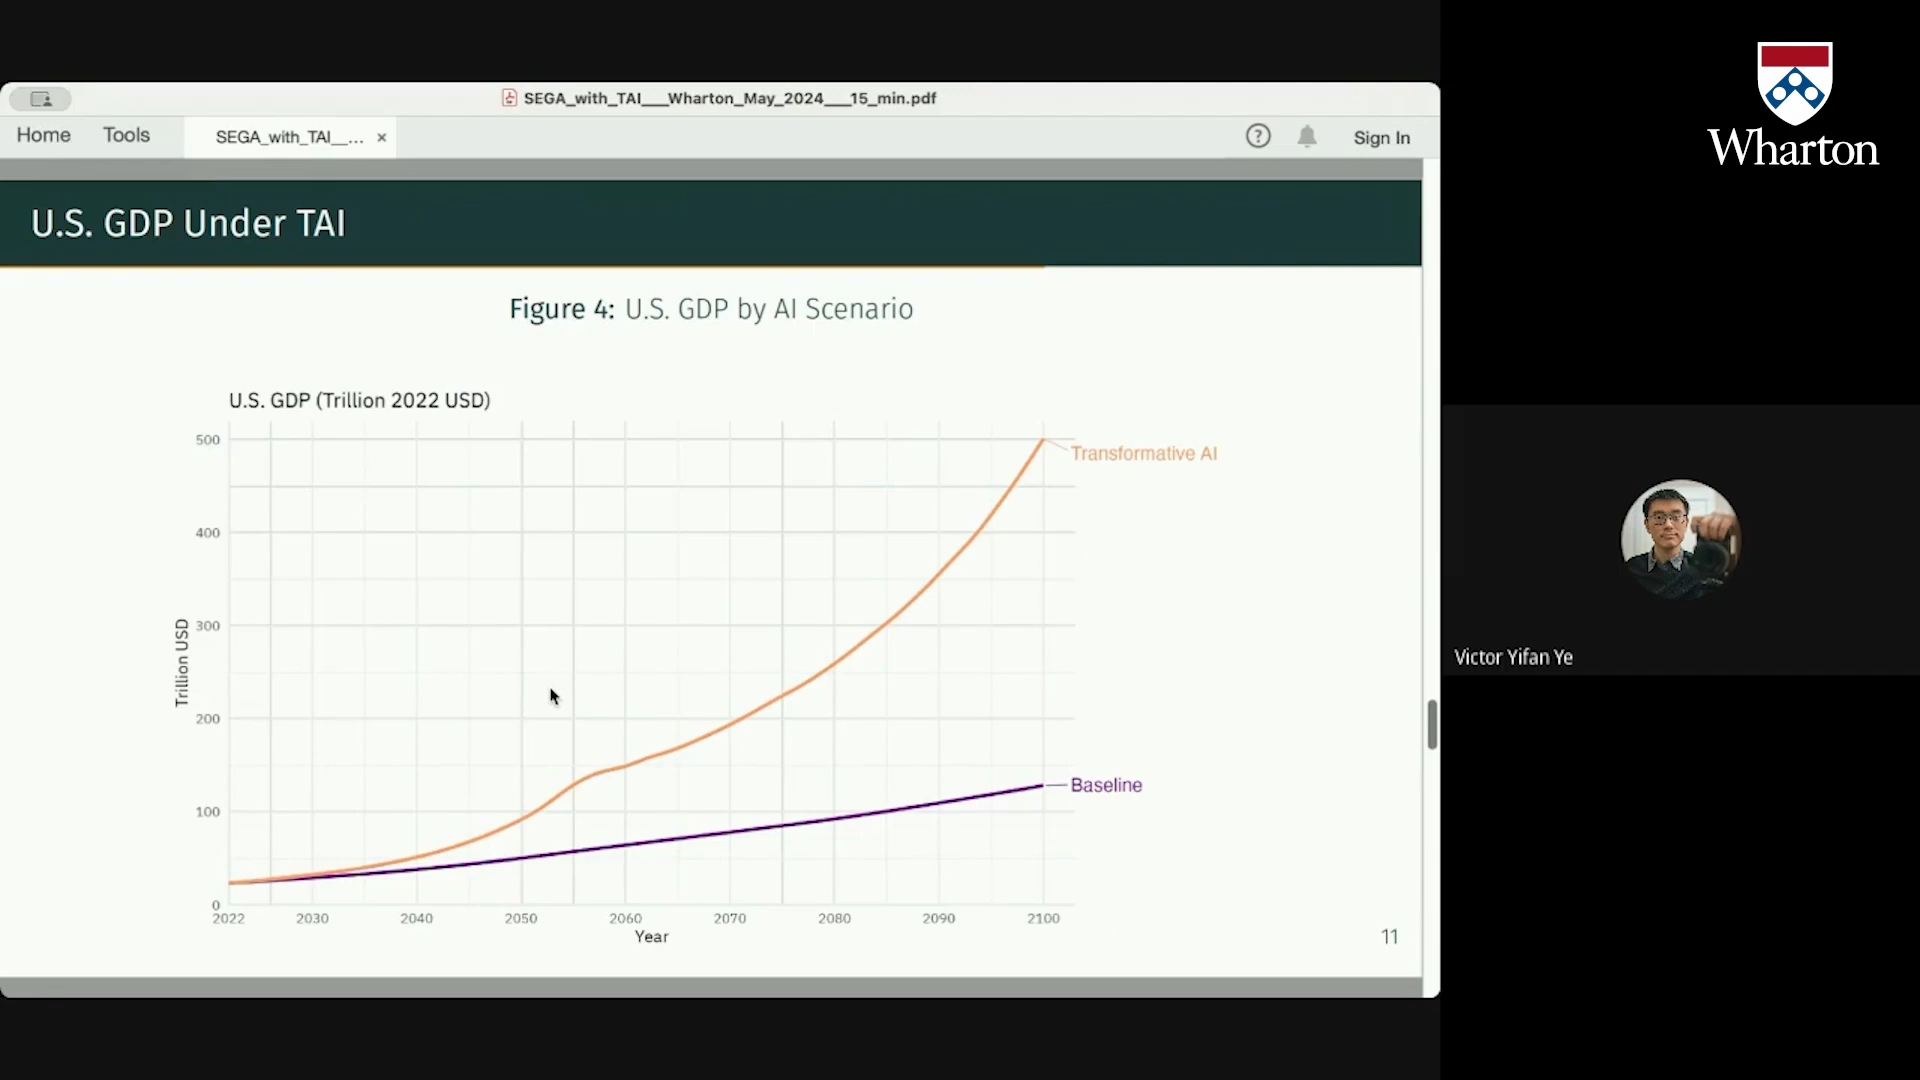 SEGA_with_TAI___Wharton_May_2024___15_min.pdf
Home
Tools
SEGA_with_TAI__...
×
?
Sign In
Wharton
U.S. GDP Under TAI
Figure 4: U.S. GDP by AI Scenario
U.S. GDP (Trillion 2022 USD)
500
400
300
200
100
0
Trillion USD
Transformative AI
Baseline
2022 2030 2040 2050 2060 2070 2080 2090 2100
Year
11
Victor Yifan Ye